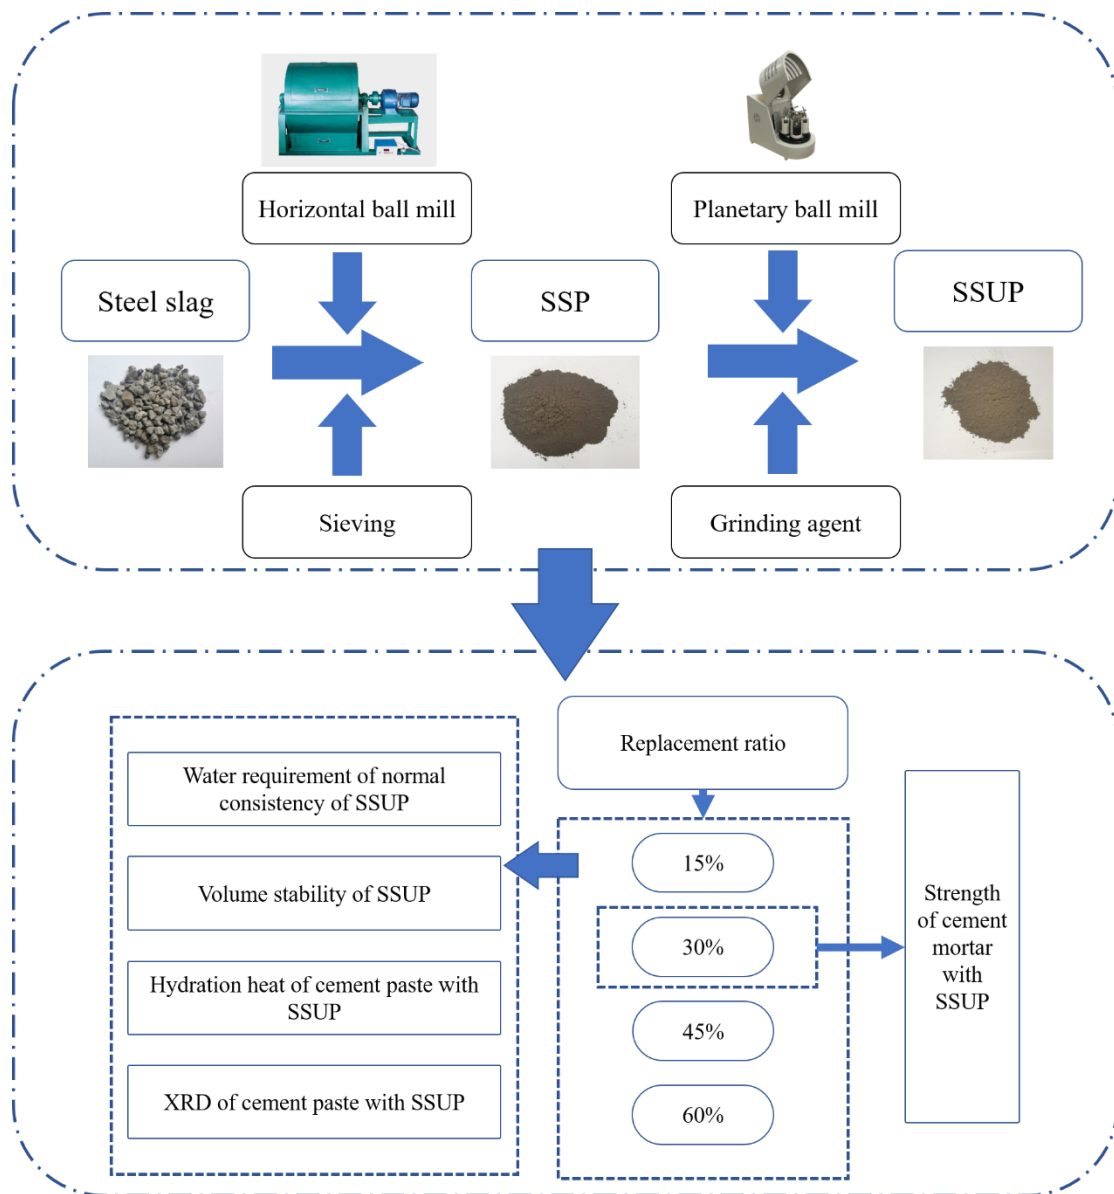 Horizontal ball mill
Planetary ball mill
Steel slag
SSP
SSUP
Sieving
Grinding agent
Replacement ratio
Water requirement of normal
consistency of SSUP
Volume stability of SSUP
Hydration heat of cement paste with
SSUP
XRD of cement paste with SSUP
15%
30%
45%
60%
Strength
of cement
mortar
with
SSUP